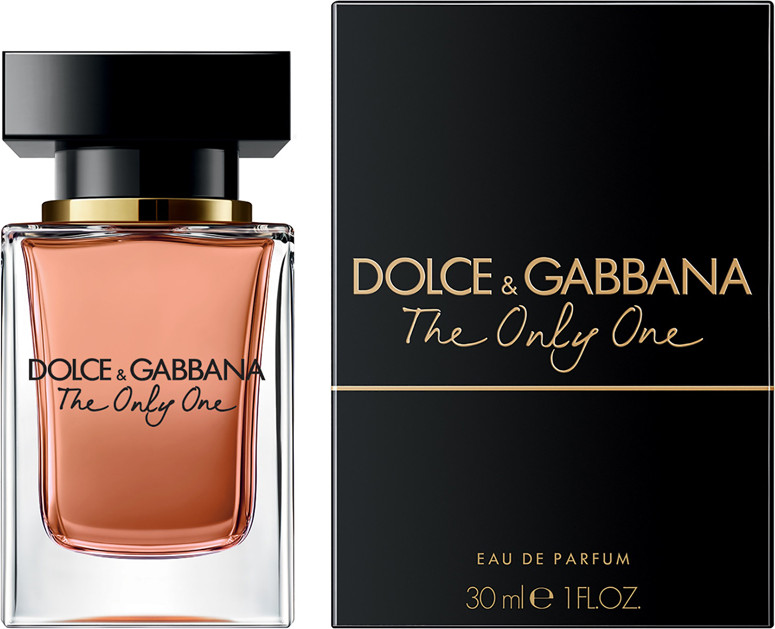 DOLCE & GABBANA
The Only One
DOLCE & GABBANA
The Only One
EAU DE PARFUM
30 ml ℮ 1 FL.OZ.